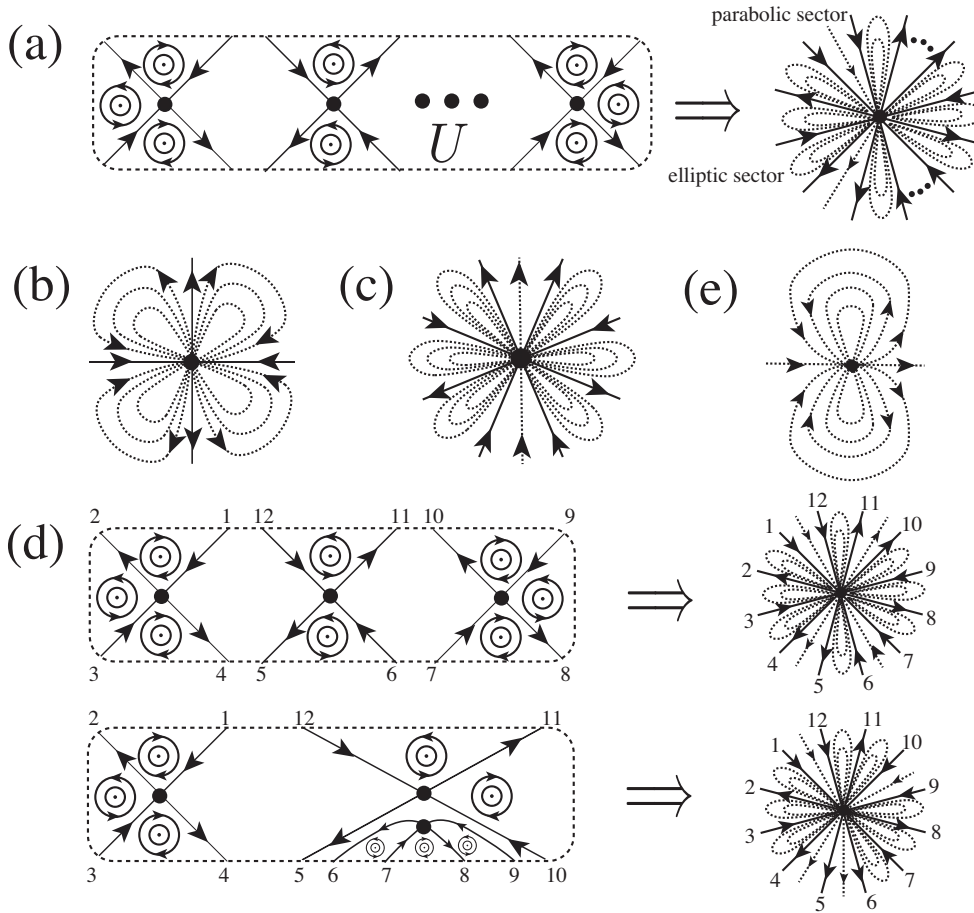 (a)
U
parabolic sector
elliptic sector
(b)
(c)
(e)
(d)
2 1 12 11 10 9
3 4 5 6 7 8
12 11
1 10
2 9
3 8
4 7
5 6
2 1 12 11
3 4 5 6 7 8 9 10
12 11
1 10
2 9
3 8
4 7
5 6